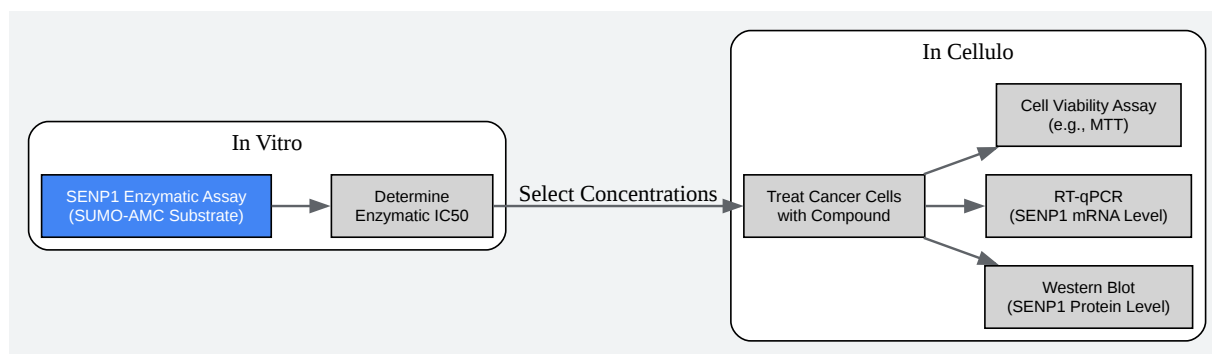 In Vitro
SENP1 Enzymatic Assay
(SUMO-AMC Substrate)
Determine
Enzymatic IC50
Select Concentrations
In Cellulo
Treat Cancer Cells
with Compound
Cell Viability Assay
(e.g., MTT)
RT-qPCR
(SENP1 mRNA Level)
Western Blot
(SENP1 Protein Level)